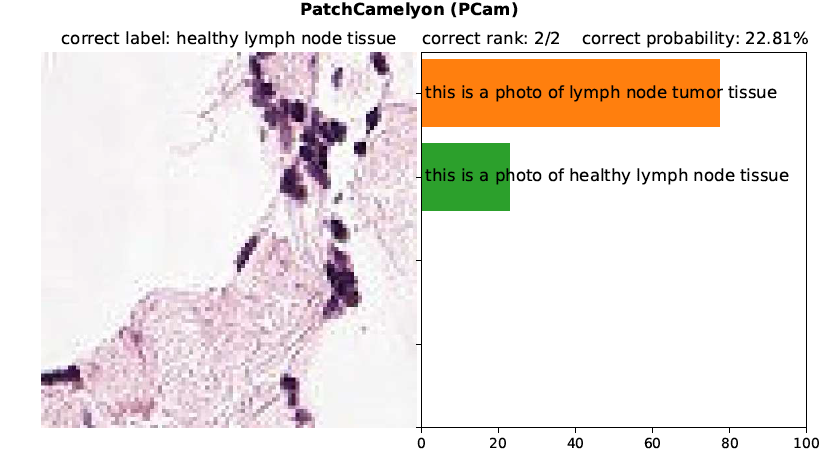 PatchCamelyon (PCam)
correct label: healthy lymph node tissue
correct rank: 2/2 correct probability: 22.81%
this is a photo of lymph node tumor tissue
this is a photo of healthy lymph node tissue
0 20 40 60 80 100